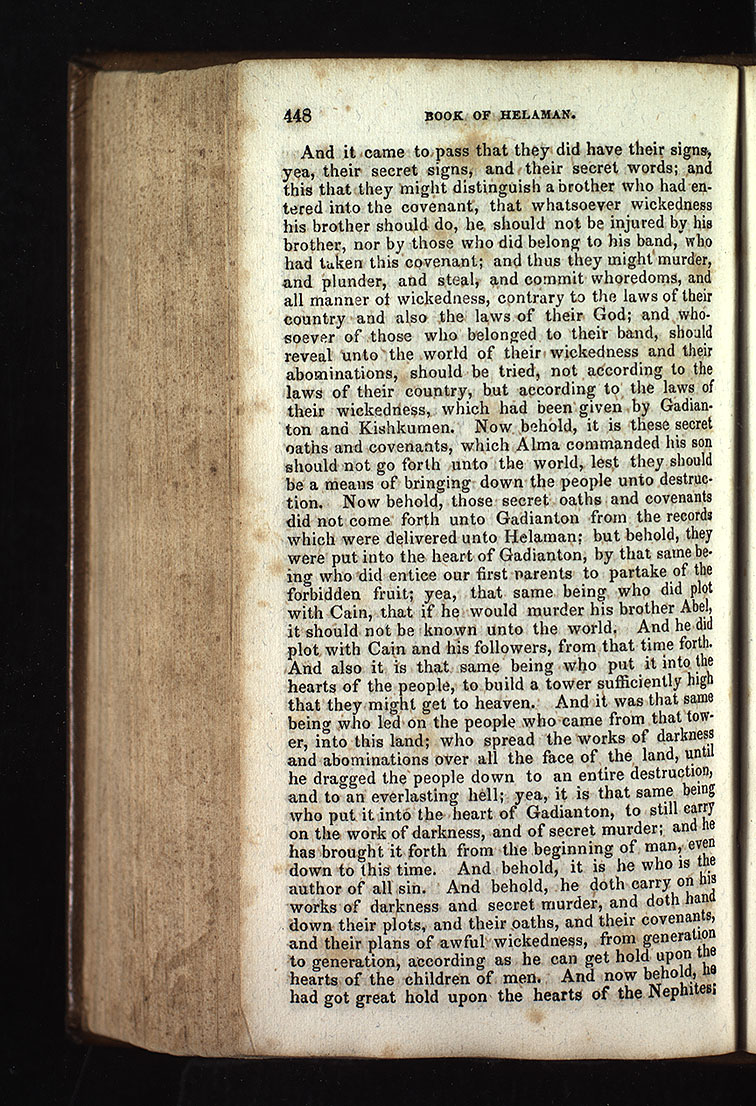 448 BOOK OF HELAMAN.
And it came to pass that they did have their signs,
yea, their secret signs, and their secret words; and
this that they might distinguish a brother who had en-
tered into the covenant, that whatsoever wickedness
his brother should do, he should not be injured by his
brother, nor by those who did belong to his band, who
had taken this covenant; and thus they might murder,
and plunder, and steal, and commit whoredoms, and
all manner of wickedness, contrary to the laws of their
country and also the laws of their God; and who-
soever of those who belonged to their band, should
reveal unto the world of their wickedness and their
abominations, should be tried, not according to the
laws of their country, but according to the laws of
their wickedness, which had been given by Gadian-
ton and Kishkumen. Now behold, it is these secret
oaths and covenants, which Alma commanded his son
should not go forth unto the world, lest they should
be a means of bringing down the people unto destruc-
tion. Now behold, those secret oaths and covenants
did not come forth unto Gadianton from the records
which were delivered unto Helaman; but behold, they
were put into the heart of Gadianton, by that same be-
ing who did entice our first parents to partake of the
forbidden fruit; yea, that same being who did plot
with Cain, that if he would murder his brother Abel,
it should not be known unto the world. And he did
plot with Cain and his followers, from that time forth.
And also it is that same being who put it into the
hearts of the people, to build a tower sufficiently high
that they might get to heaven. And it was that same
being who led on the people who came from that tow-
er, into this land; who spread the works of darkness
and abominations over all the face of the land, until
he dragged the people down to an entire destruction,
and to an everlasting hell; yea, it is that same being
who put it into the heart of Gadianton, to still carry
on the work of darkness, and of secret murder; and he
has brought it forth from the beginning of man, even
down to this time. And behold, it is he who is the
author of all sin. And behold, he doth carry on his
works of darkness and secret murder, and doth hand
down their plots, and their oaths, and their covenants,
and their plans of awful wickedness, from generation
to generation, according as he can get hold upon the
hearts of the children of men. And now behold, he
had got great hold upon the hearts of the Nephites;